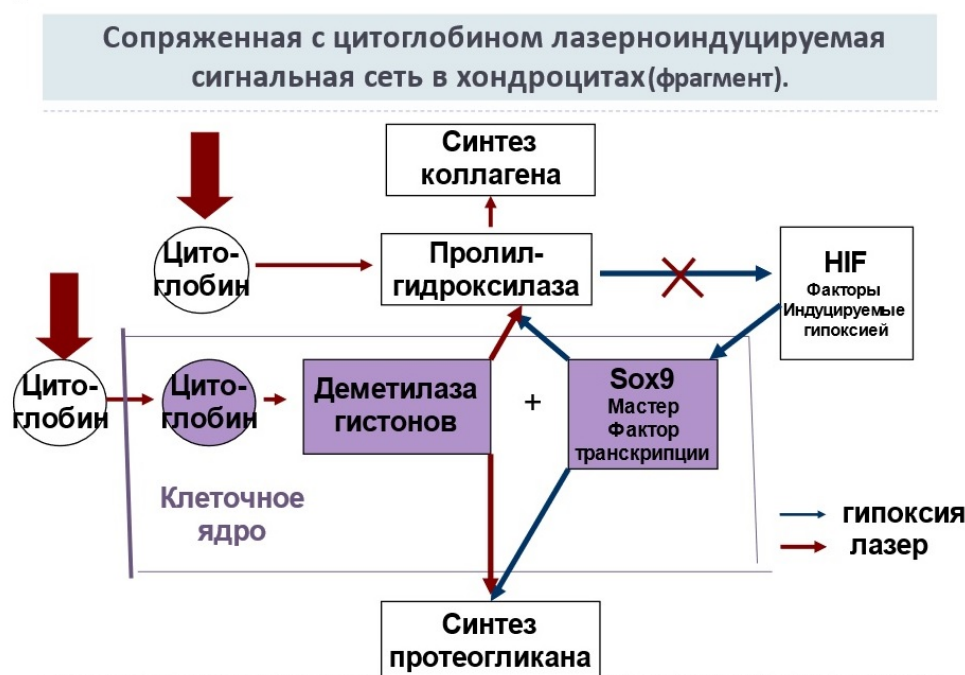 Сопряженная с цитоглобином лазерноиндуцируемая
сигнальная сеть в хондроцитах(фрагмент).
Синтез
коллагена
Цито-
глобин
Пролил-
гидроксилаза
HIF
Факторы
Индуцируемые
гипоксией
Цито-
глобин
Цито-
глобин
Деметилаза
гистонов
+
Sox9
Мастер
Фактор
транскрипции
Клеточное
ядро
гипоксия
лазер
Синтез
протеогликана